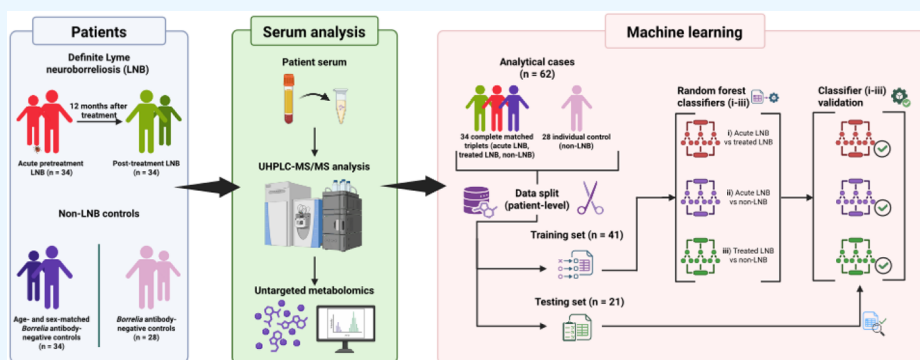 Patients
Definite Lyme
neuroborreliosis (LNB)
12 months after
treatment
Acute pretreatment
LNB (n = 34)
Post-treatment LNB
(n = 34)
Non-LNB controls
Age- and sex-matched
Borrelia antibody-
negative controls
(n = 34)
Borrelia antibody-
negative controls
(n = 28)
Serum analysis
Patient serum
UHPLC-MS/MS analysis
Untargeted metabolomics
Machine learning
Analytical cases
(n = 62)
34 complete matched
triplets (acute LNB,
treated LNB, non-LNB)
28 individual control
(non-LNB)
Data split
(patient-level)
Training set (n = 41)
Testing set (n = 21)
Random forest
classifiers (i-iii)
i) Acute LNB
vs treated LNB
ii) Acute LNB
vs non-LNB
iii) Treated LNB
vs non-LNB
Classifier (i-iii)
validation